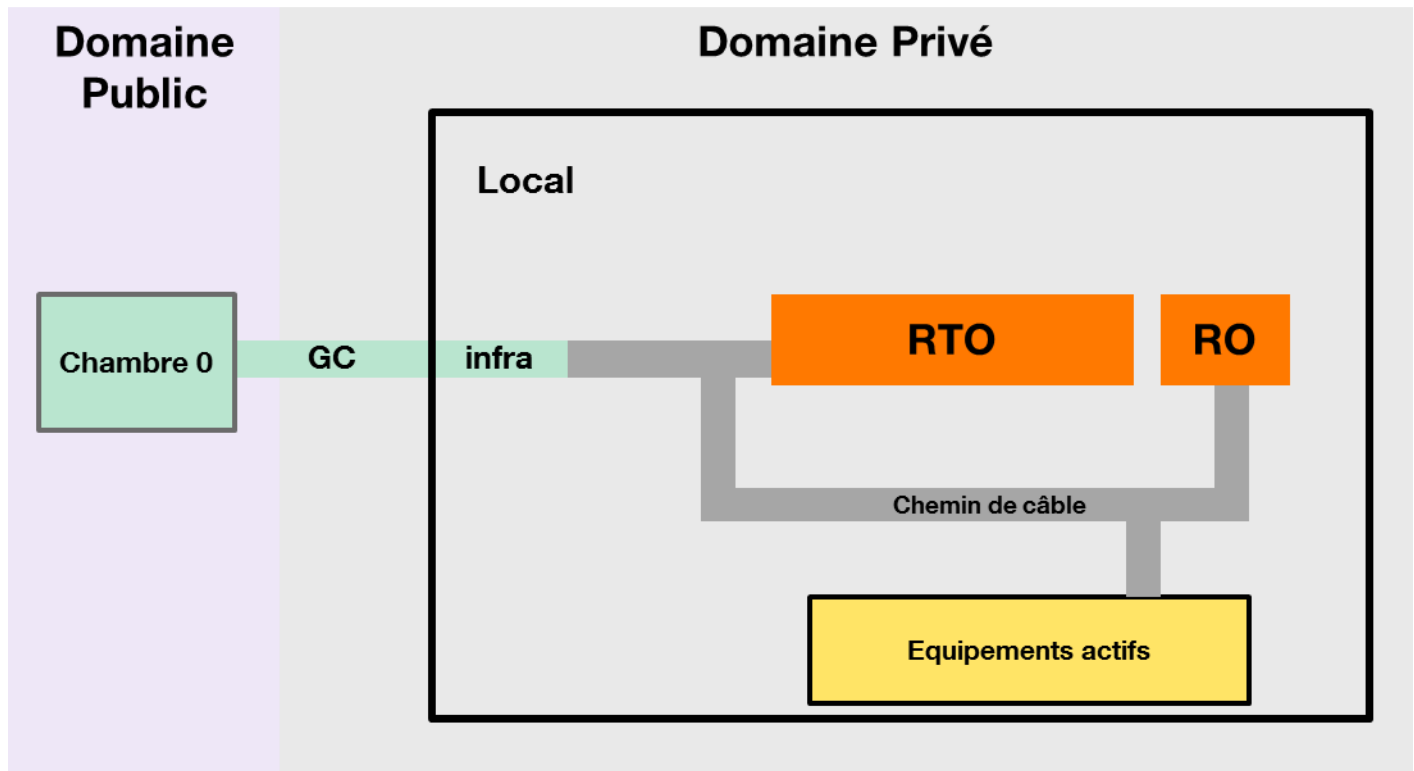 Domaine
Public
Domaine Privé
Local
Chambre 0
GC
infra
RTO
RO
Chemin de câble
Equipements actifs